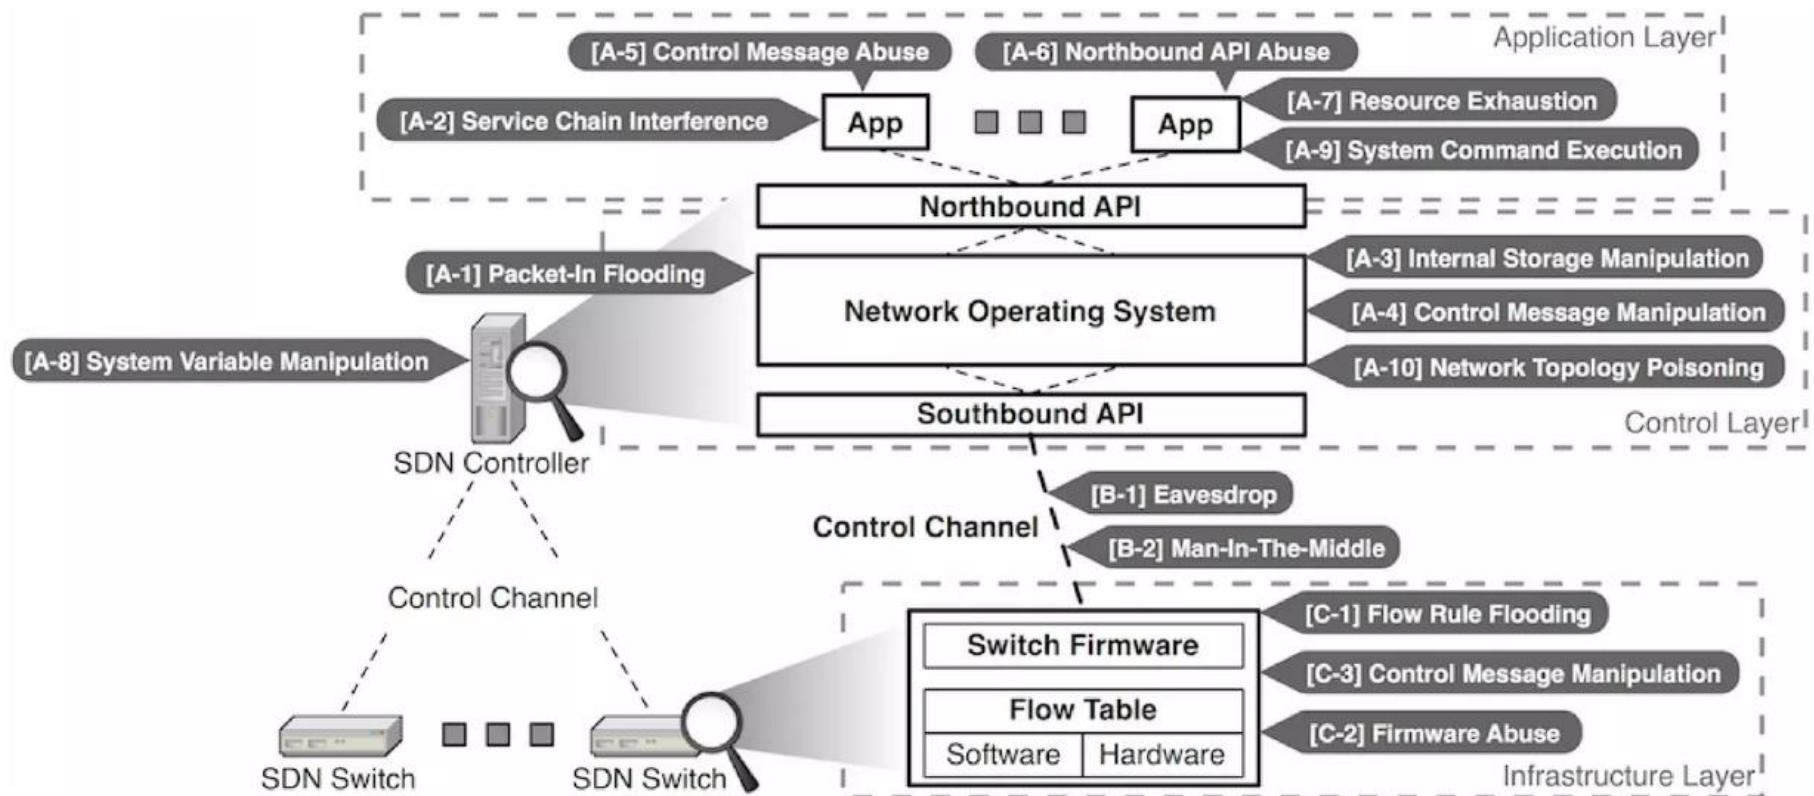 Application Layer
[A-5] Control Message Abuse
[A-6] Northbound API Abuse
[A-2] Service Chain Interference
App
App
[A-7] Resource Exhaustion
[A-9] System Command Execution
Northbound API
[A-1] Packet-In Flooding
Network Operating System
[A-3] Internal Storage Manipulation
[A-4] Control Message Manipulation
[A-10] Network Topology Poisoning
[A-8] System Variable Manipulation
Southbound API
Control Layer
SDN Controller
[B-1] Eavesdrop
Control Channel
[B-2] Man-In-The-Middle
Control Channel
Switch Firmware
Flow Table
Software
Hardware
[C-1] Flow Rule Flooding
[C-3] Control Message Manipulation
[C-2] Firmware Abuse
Infrastructure Layer
SDN Switch
SDN Switch